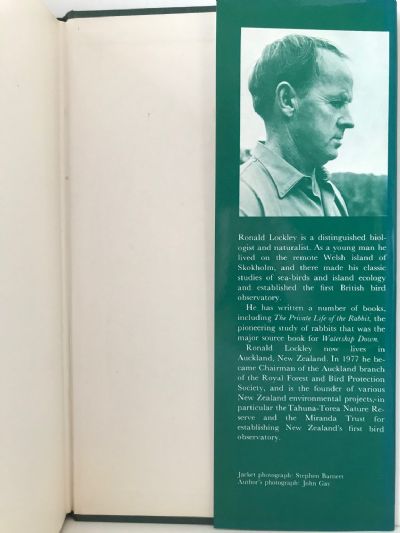 Ronald Lockley is a distinguished biol-
ogist and naturalist. As a young man he
lived on the remote Welsh island of
Skokholm, and there made his classic
studies of sea-birds and island ecology
and established the first British bird
observatory.
He has written a number of books,
including The Private Life of the Rabbit, the
pioneering study of rabbits that was the
major source book for Watership Down.
Ronald Lockley now lives in
Auckland, New Zealand. In 1977 he be-
came Chairman of the Auckland branch
of the Royal Forest and Bird Protection
Society, and is the founder of various
New Zealand environmental projects,-in
particular the Tahuna-Torea Nature Re-
serve and the Miranda Trust for
establishing New Zealand's first bird
observatory.
Jacket photograph: Stephen Barnett
Author's photograph: John Gay